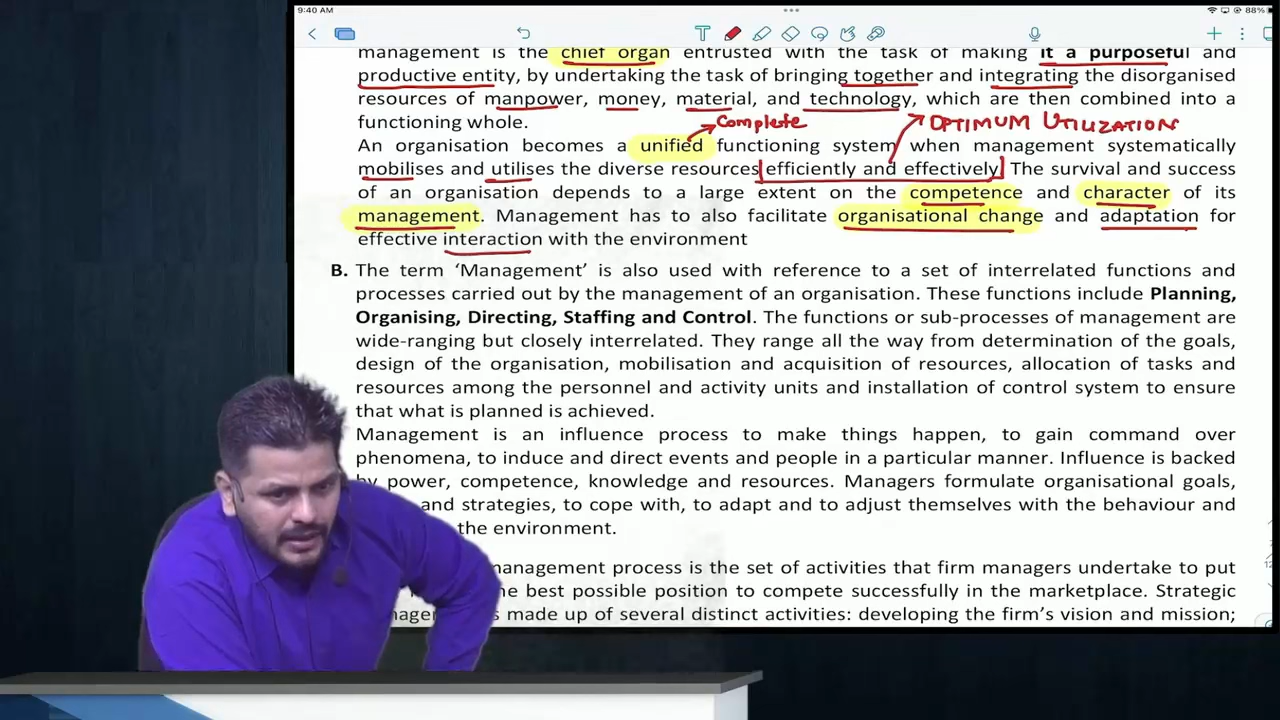 9:40 AM
88%
T
management is the chief organ entrusted with the task of making it a purposeful and
productive entity, by undertaking the task of bringing together and integrating the disorganised
resources of manpower, money, material, and technology, which are then combined into a
functioning whole.
Complete OPTIMUM UTILIZATION
An organisation becomes a unified functioning system when management systematically
mobilises and utilises the diverse resources efficiently and effectively. The survival and success
of an organisation depends to a large extent on the competence and character of its
management. Management has to also facilitate organisational change and adaptation for
effective interaction with the environment
B. The term ‘Management’ is also used with reference to a set of interrelated functions and
processes carried out by the management of an organisation. These functions include Planning,
Organising, Directing, Staffing and Control. The functions or sub-processes of management are
wide-ranging but closely interrelated. They range all the way from determination of the goals,
design of the organisation, mobilisation and acquisition of resources, allocation of tasks and
resources among the personnel and activity units and installation of control system to ensure
that what is planned is achieved.
Management is an influence process to make things happen, to gain command over
phenomena, to induce and direct events and people in a particular manner. Influence is backed
by power, competence, knowledge and resources. Managers formulate organisational goals,
and strategies, to cope with, to adapt and to adjust themselves with the behaviour and
the environment.
management process is the set of activities that firm managers undertake to put
best possible position to compete successfully in the marketplace. Strategic
made up of several distinct activities: developing the firm’s vision and mission;